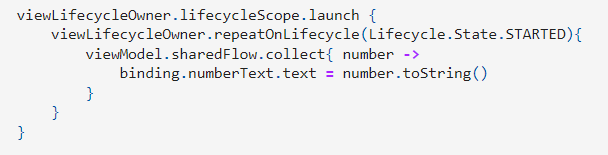 viewLifecycleOwner.lifecycleScope.launch {
    viewLifecycleOwner.repeatOnLifecycle(Lifecycle.State.STARTED){
        viewModel.sharedFlow.collect{ number ->
            binding.numberText.text = number.toString()
        }
    }
}